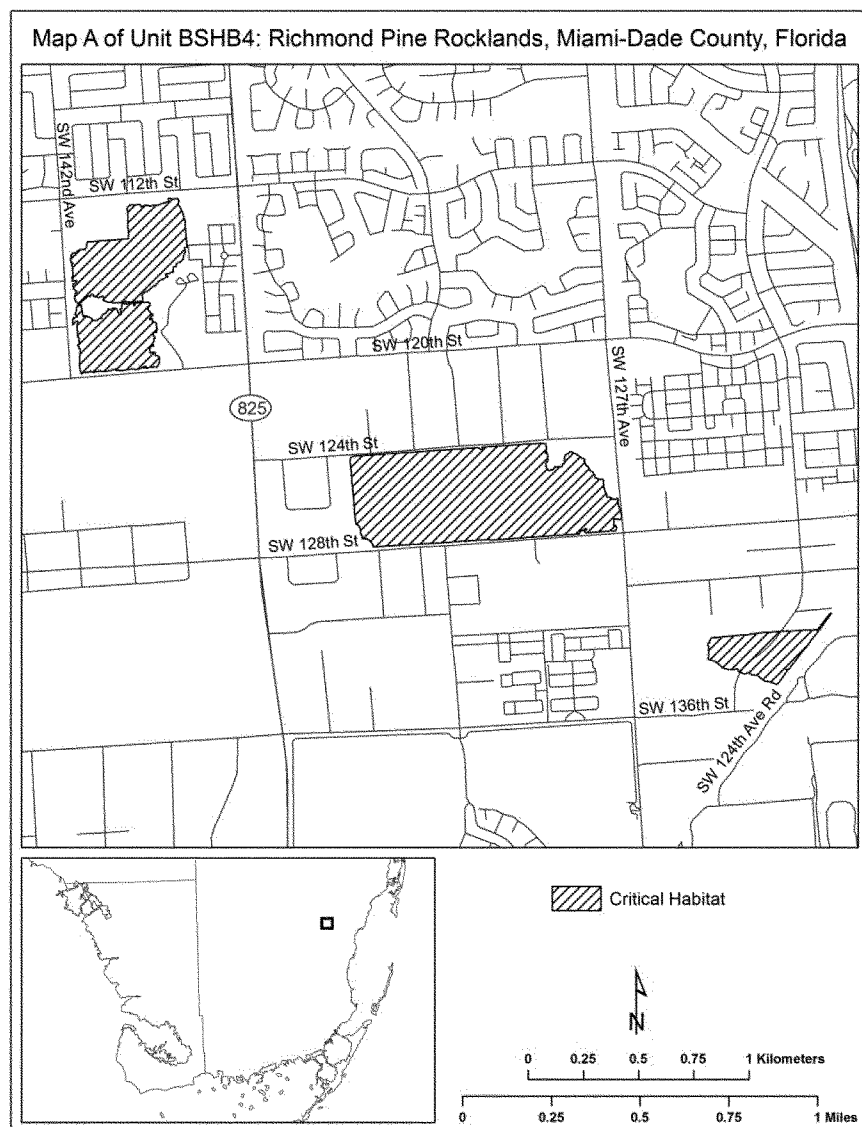 Map A of Unit BSHB4: Richmond Pine Rocklands, Miami-Dade County, Florida
SW 142nd Ave
SW 112th St
SW 120th St
825
SW 127th Ave
SW 124th St
SW 128th St
SW 136th St
SW 124th Ave Rd
Critical Habitat
N
0 0.25 0.5 0.75 1 Kilometers
0 0.25 0.5 0.75 1 Miles